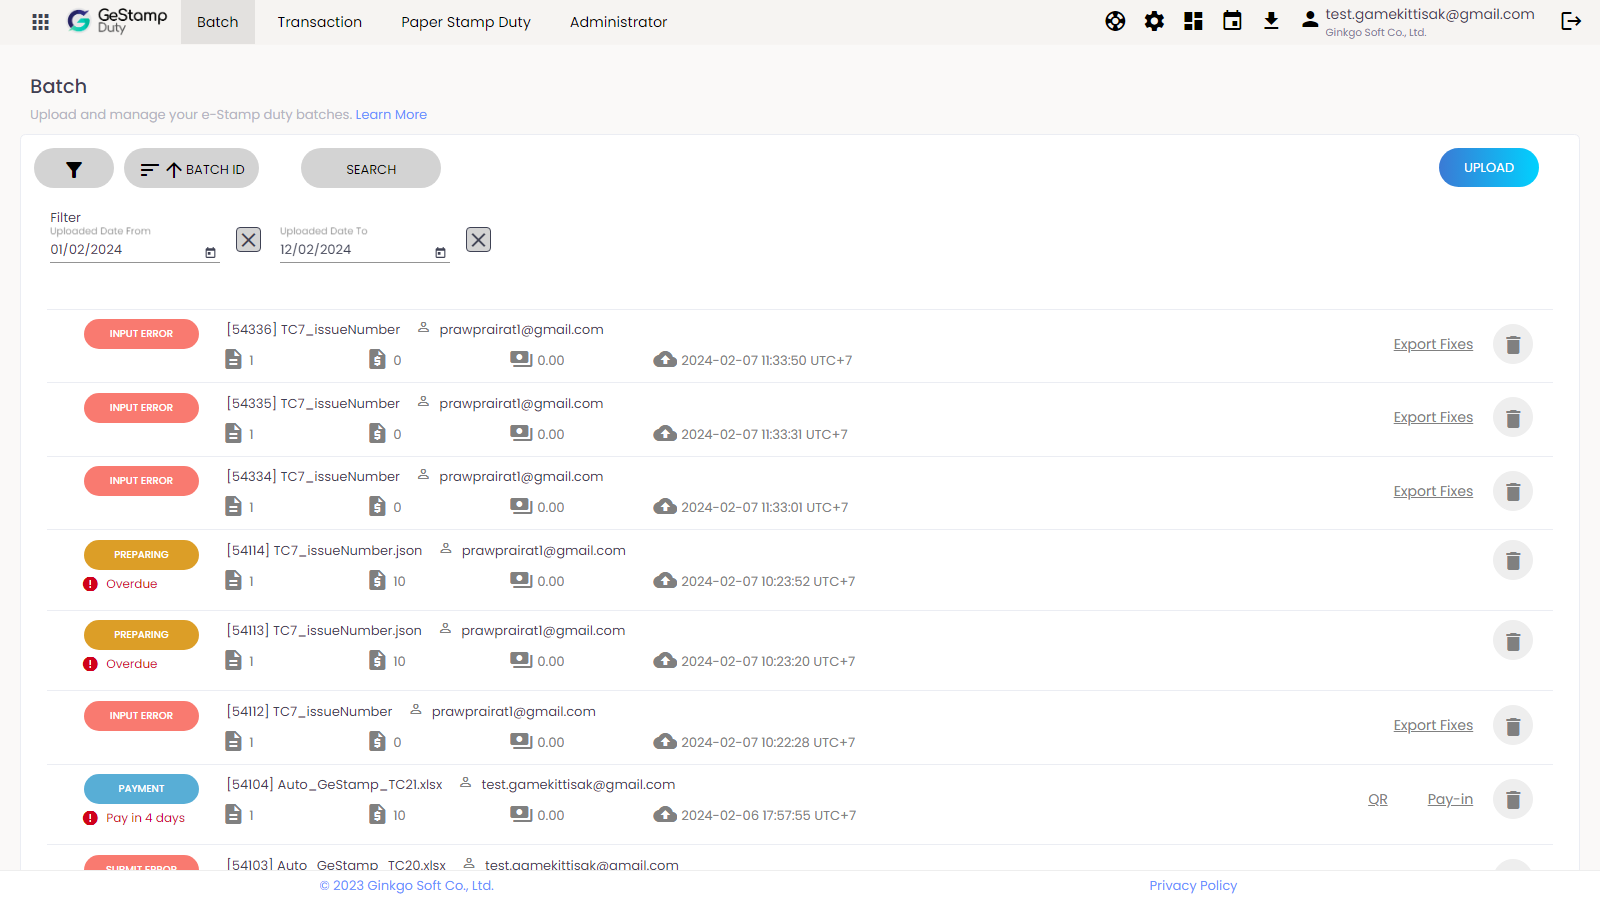 GeStamp
Duty
Batch
Transaction
Paper Stamp Duty
Administrator
test.gamekittisak@gmail.com
Ginkgo Soft Co., Ltd.
Batch
Upload and manage your e-Stamp duty batches. Learn More
BATCH ID
SEARCH
UPLOAD
Filter
Uploaded Date From
01/02/2024
Uploaded Date To
12/02/2024
INPUT ERROR
[54336] TC7_issueNumber
prawprairat1@gmail.com
1
0
0.00
2024-02-07 11:33:50 UTC+7
Export Fixes
INPUT ERROR
[54335] TC7_issueNumber
prawprairat1@gmail.com
1
0
0.00
2024-02-07 11:33:31 UTC+7
Export Fixes
INPUT ERROR
[54334] TC7_issueNumber
prawprairat1@gmail.com
1
0
0.00
2024-02-07 11:33:01 UTC+7
Export Fixes
PREPARING
Overdue
[54114] TC7_issueNumber.json
prawprairat1@gmail.com
1
10
0.00
2024-02-07 10:23:52 UTC+7
PREPARING
Overdue
[54113] TC7_issueNumber.json
prawprairat1@gmail.com
1
10
0.00
2024-02-07 10:23:20 UTC+7
INPUT ERROR
[54112] TC7_issueNumber
prawprairat1@gmail.com
1
0
0.00
2024-02-07 10:22:28 UTC+7
Export Fixes
PAYMENT
Pay in 4 days
[54104] Auto_GeStamp_TC21.xlsx
test.gamekittisak@gmail.com
1
10
0.00
2024-02-06 17:57:55 UTC+7
QR
Pay-in
SUBMIT ERROR
[54103] Auto_GeStamp_TC20.xlsx
test.gamekittisak@gmail.com
© 2023 Ginkgo Soft Co., Ltd.
Privacy Policy